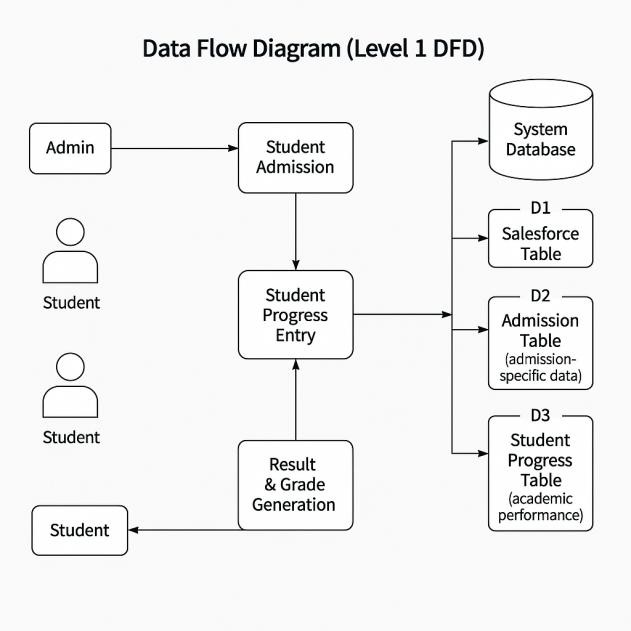 Data Flow Diagram (Level 1 DFD)
Admin
Student
Admission
System
Database
Student
D1
Salesforce
Table
Student
Progress
Entry
D2
Admission
Table
(admission-
specific data)
Student
D3
Student
Progress
Table
(academic
performance)
Result
& Grade
Generation
Student